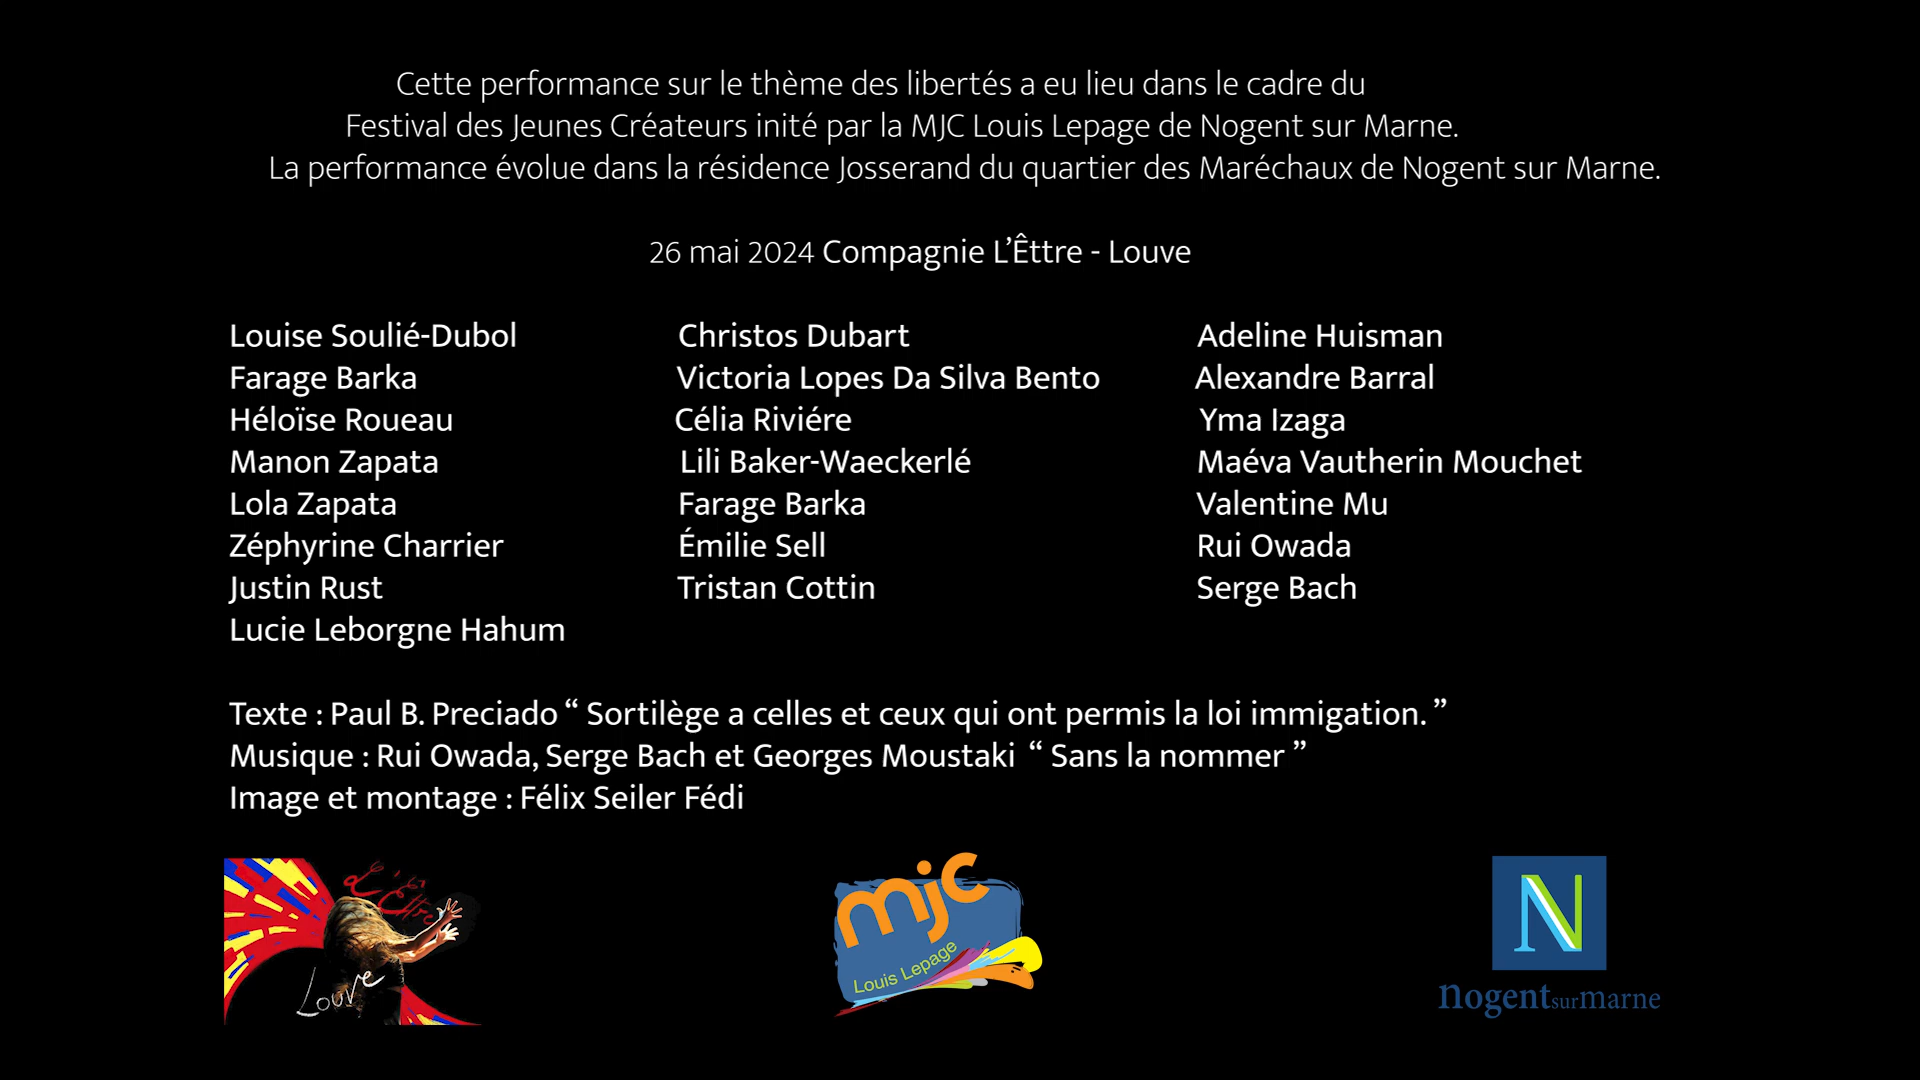 Cette performance sur le thème des libertés a eu lieu dans le cadre du
Festival des Jeunes Créateurs inité par la MJC Louis Lepage de Nogent sur Marne.
La performance évolue dans la résidence Josserand du quartier des Maréchaux de Nogent sur Marne.
26 mai 2024 Compagnie L’Êttre - Louve
Louise Soulié-Dubol
Farage Barka
Héloïse Roueau
Manon Zapata
Lola Zapata
Zéphyrine Charrier
Justin Rust
Lucie Leborgne Hahum
Christos Dubart
Victoria Lopes Da Silva Bento
Célia Riviére
Lili Baker-Waeckerlé
Farage Barka
Émilie Sell
Tristan Cottin
Adeline Huisman
Alexandre Barral
Yma Izaga
Maéva Vautherin Mouchet
Valentine Mu
Rui Owada
Serge Bach
Texte : Paul B. Preciado “ Sortilège a celles et ceux qui ont permis la loi immigation. ”
Musique : Rui Owada, Serge Bach et Georges Moustaki “ Sans la nommer ”
Image et montage : Félix Seiler Fédi
L'Êttre
Louve
mjc
Louis Lepage
N
nogentsurmarne